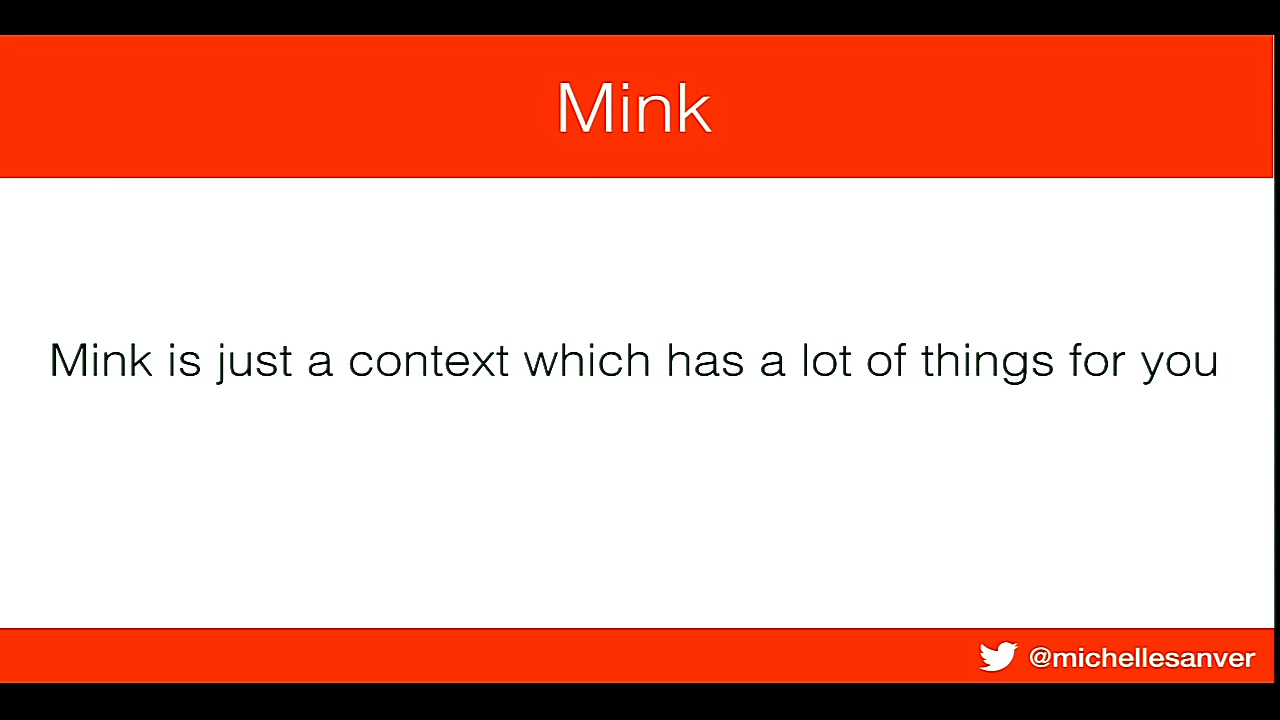 Mink
Mink is just a context which has a lot of things for you
@michellesanver